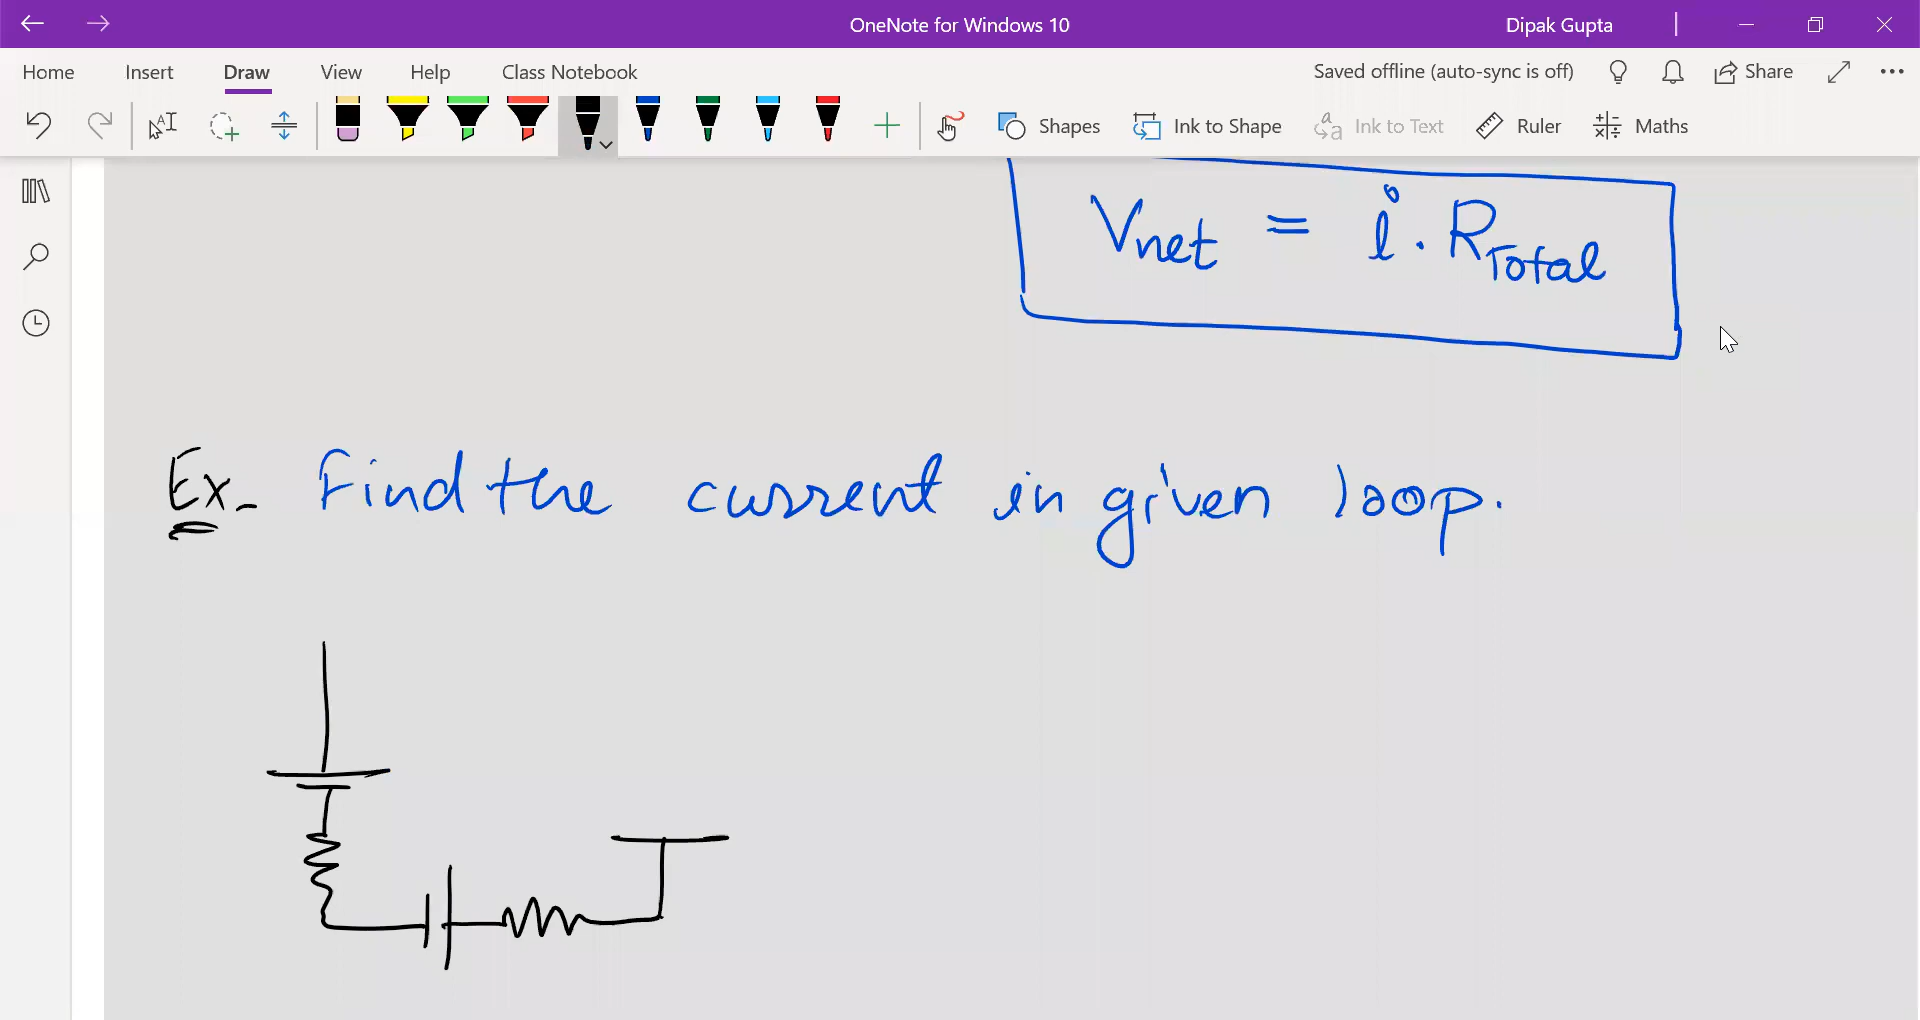 OneNote for Windows 10
Dipak Gupta
Home Insert Draw View Help Class Notebook
Saved offline (auto-sync is off) Share
Shapes Ink to Shape Ink to Text Ruler Maths
Vnet = i . RTotal
Ex- Find the current in given loop.